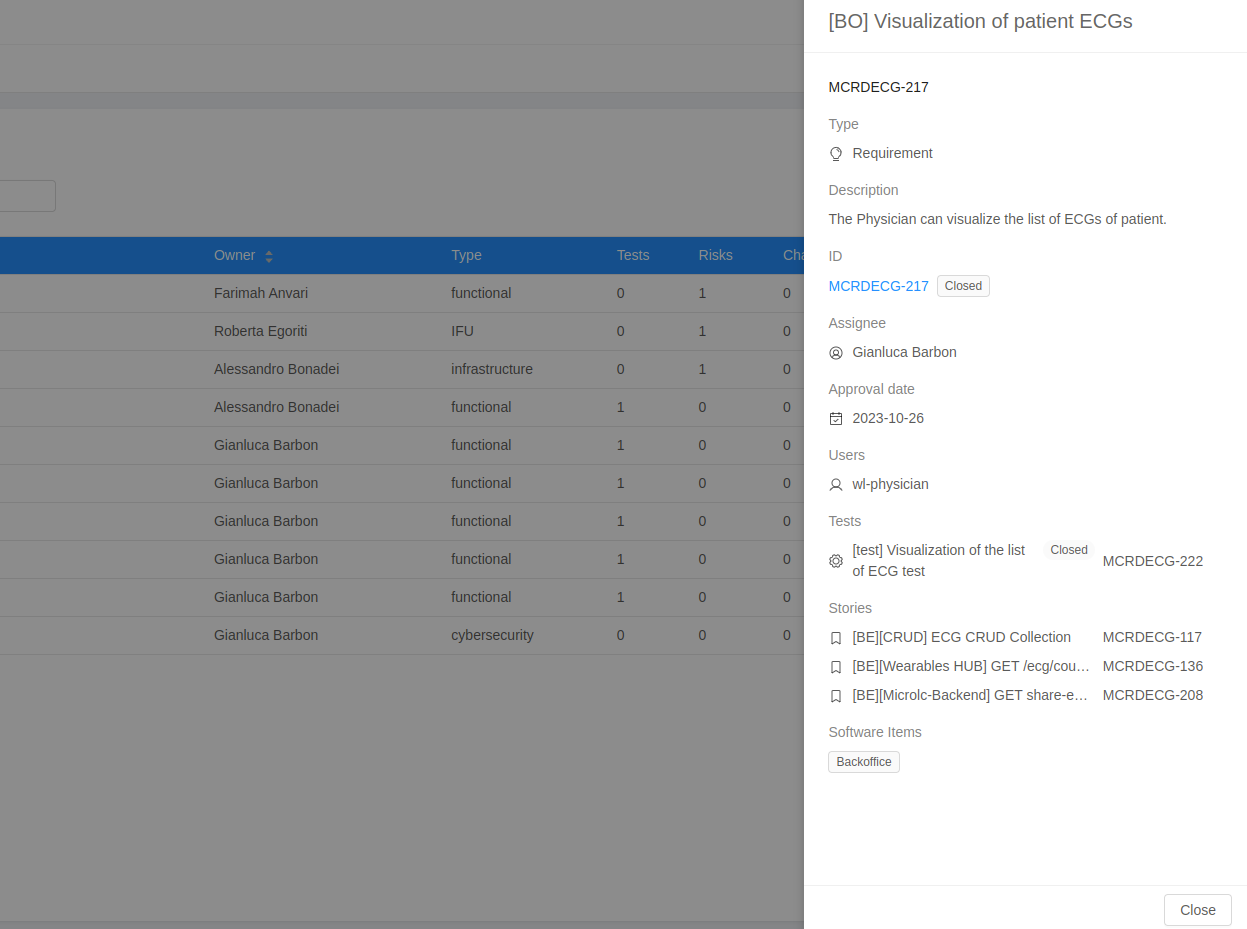 [BO] Visualization of patient ECGs
MCRDECG-217
Type
Requirement
Description
The Physician can visualize the list of ECGs of patient.
ID
MCRDECG-217 Closed
Assignee
Gianluca Barbon
Approval date
2023-10-26
Users
wl-physician
Tests
[test] Visualization of the list Closed
of ECG test MCRDECG-222
Stories
[BE][CRUD] ECG CRUD Collection MCRDECG-117
[BE][Wearables HUB] GET /ecg/cou… MCRDECG-136
[BE][Microlc-Backend] GET share-e… MCRDECG-208
Software Items
Backoffice
Close
Owner Type Tests Risks Cha
Farimah Anvari functional 0 1 0
Roberta Egoriti IFU 0 1 0
Alessandro Bonadei infrastructure 0 1 0
Alessandro Bonadei functional 1 0 0
Gianluca Barbon functional 1 0 0
Gianluca Barbon functional 1 0 0
Gianluca Barbon functional 1 0 0
Gianluca Barbon functional 1 0 0
Gianluca Barbon functional 1 0 0
Gianluca Barbon cybersecurity 0 0 0